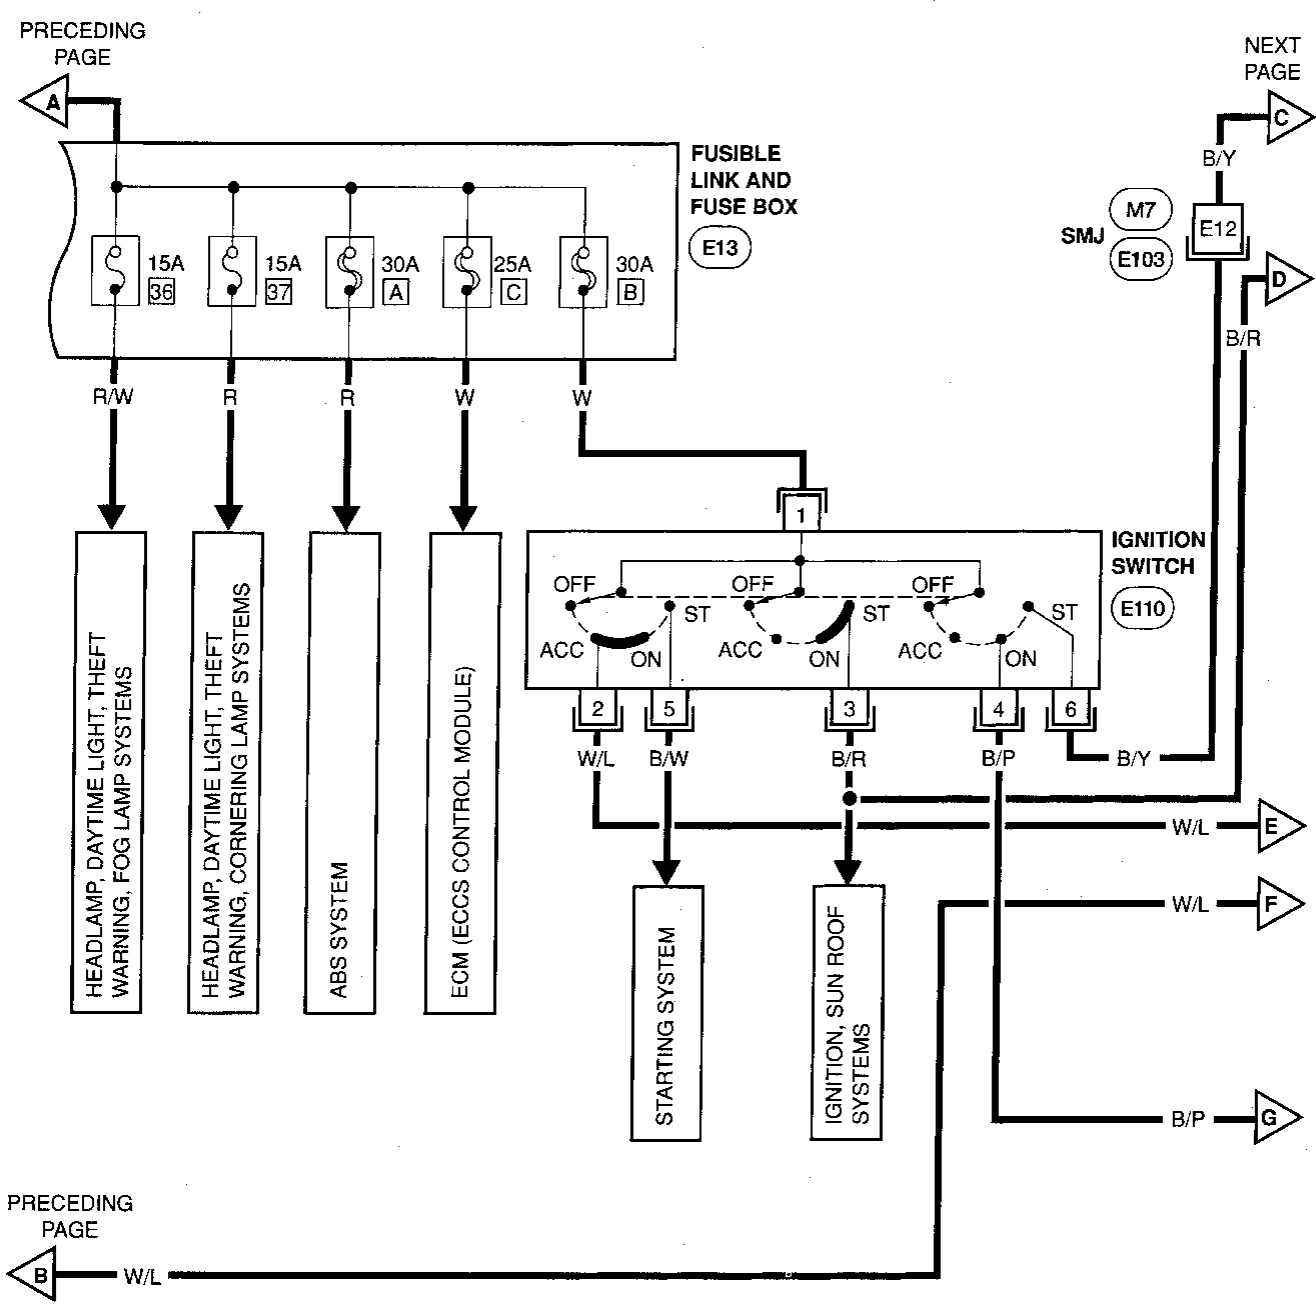 PRECEDING
PAGE
A
NEXT
PAGE
C
B/Y
FUSIBLE
LINK AND
FUSE BOX
E13
M7
SMJ
E103
E12
D
B/R
15A
36
15A
37
30A
A
25A
C
30A
B
R/W
R
R
W
W
1
IGNITION
SWITCH
E110
OFF
ST
ACC
ON
OFF
ST
ACC
ON
OFF
ST
ACC
ON
2
5
3
4
6
W/L
B/W
B/R
B/P
B/Y
W/L
E
W/L
F
B/P
G
HEADLAMP, DAYTIME LIGHT, THEFT
WARNING, FOG LAMP SYSTEMS
HEADLAMP, DAYTIME LIGHT, THEFT
WARNING, CORNERING LAMP SYSTEMS
ABS SYSTEM
ECM (ECCS CONTROL MODULE)
STARTING SYSTEM
IGNITION, SUN ROOF
SYSTEMS
PRECEDING
PAGE
B
W/L